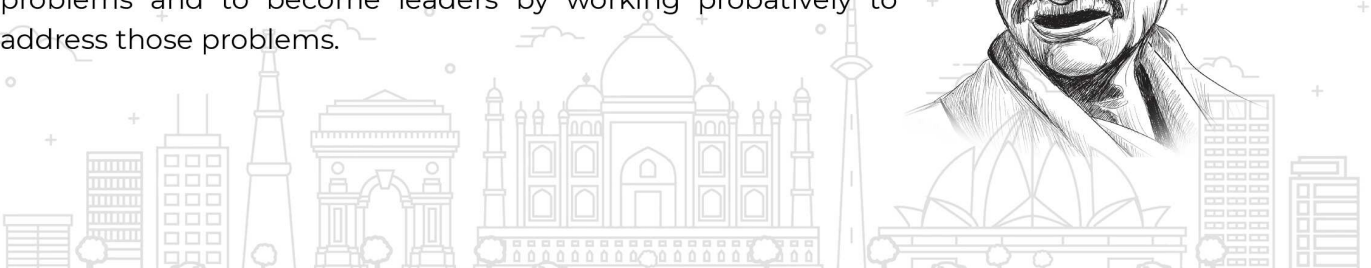 problems and to become leaders by working probatively to
address those problems.